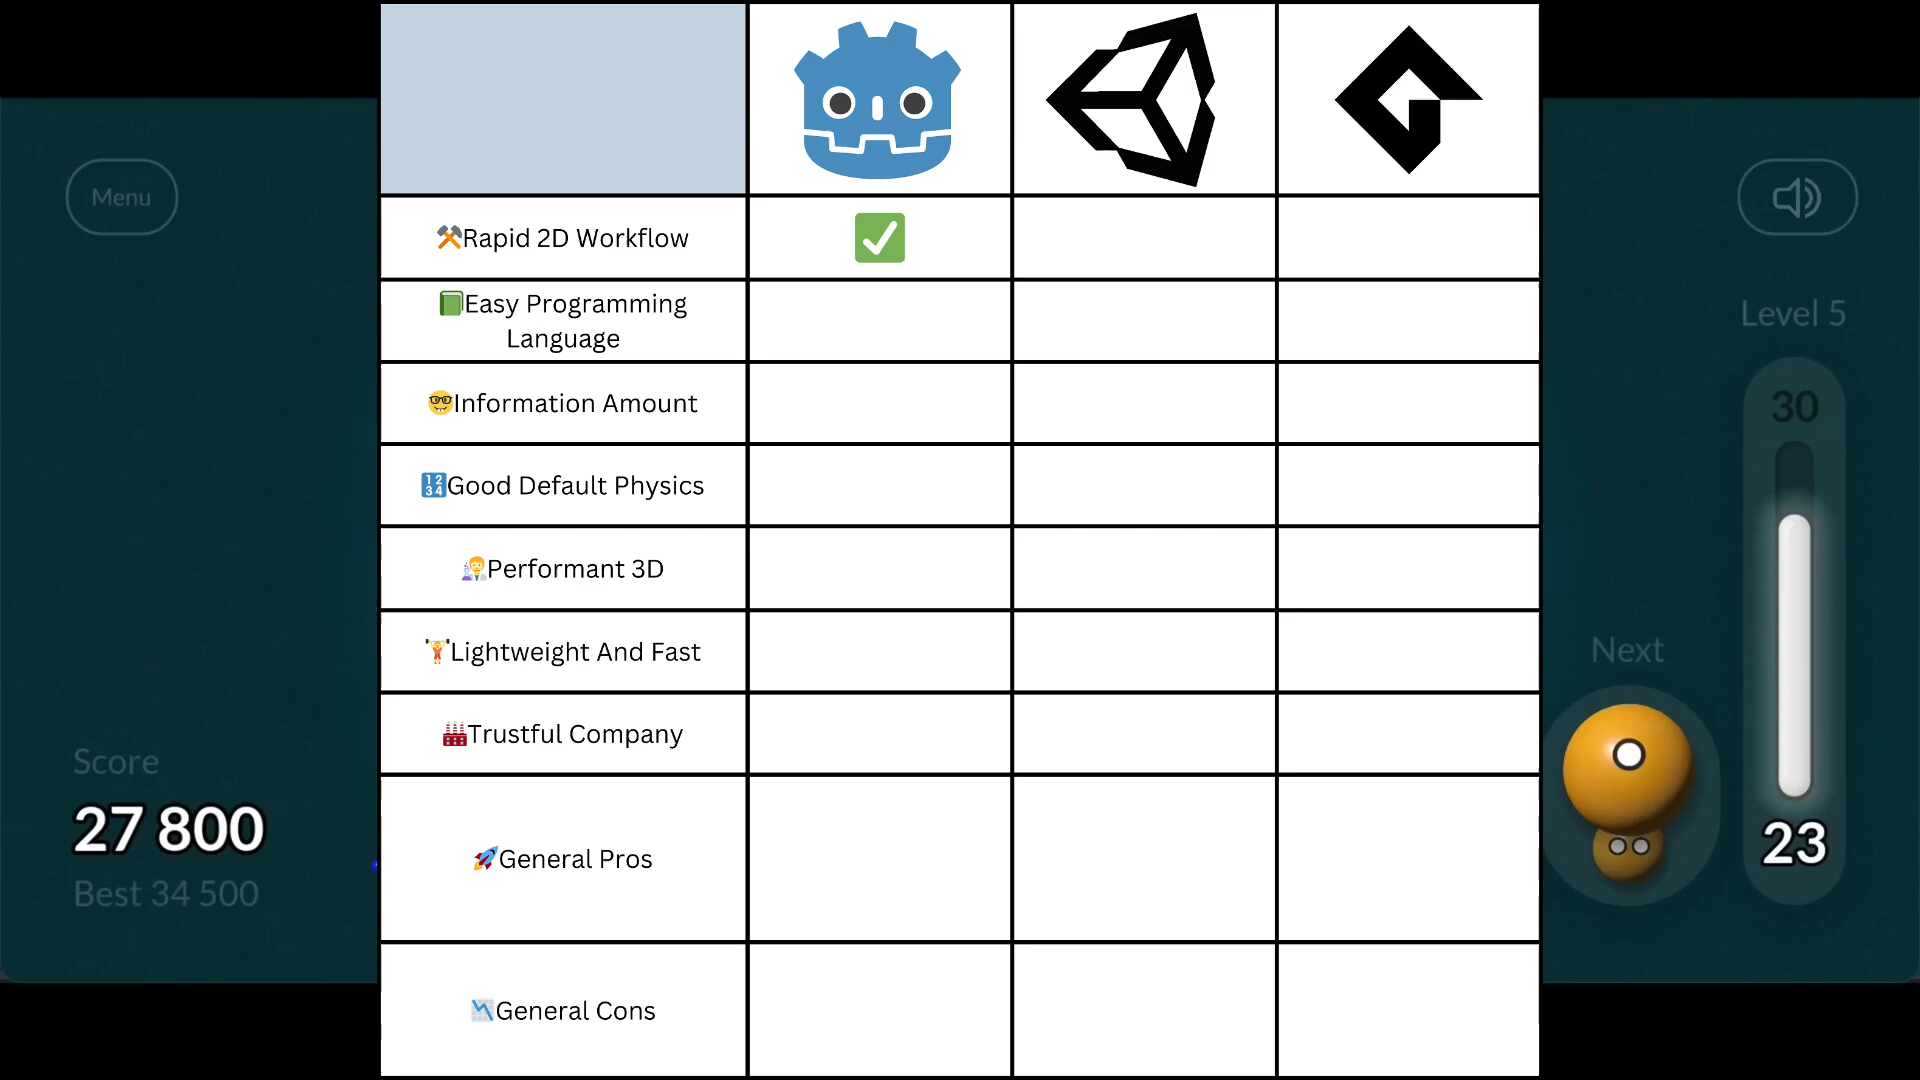 Menu
Score
27 800
Best 34 500
Rapid 2D Workflow
Easy Programming
Language
Information Amount
Good Default Physics
Performant 3D
Lightweight And Fast
Trustful Company
General Pros
General Cons
Level 5
30
Next
23